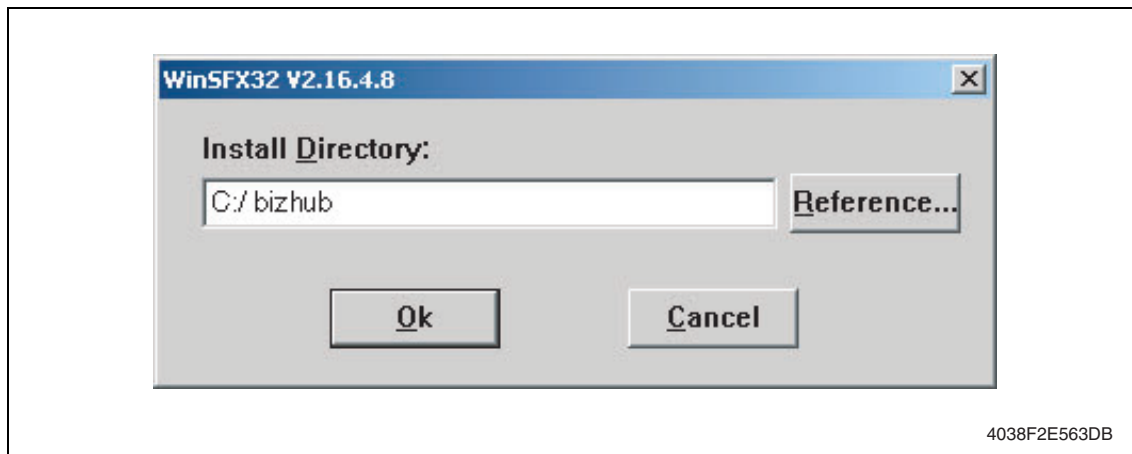 WinSFX32 V2.16.4.8
Install Directory:
C:/ bizhub
Reference...
Ok
Cancel
4038F2E563DB